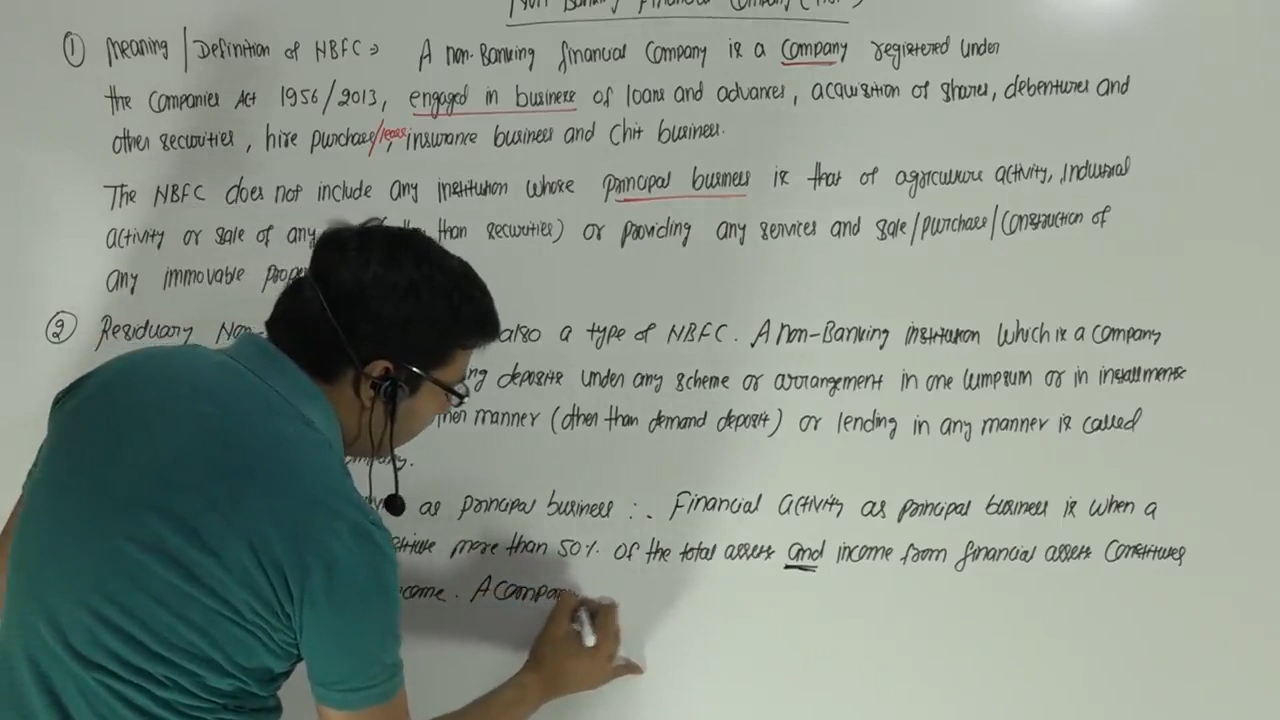 Non Banking Financial Company
① Meaning | Definition of NBFC ⇒ A non-Banking financial Company is a Company registered under
the Companies Act 1956/2013, engaged in business of loans and advances, acquisition of shares, debentures and
other securities, hire purchase/lease, insurance business and Chit business.
The NBFC does not include any institution whose principal business is that of agriculture activity, Industrial
activity or sale of any than securities) or providing any services and sale/purchase/Construction of
any immovable
② Residuary Non- also a type of NBFC. A non-Banking institution which is a company
deposits under any scheme or arrangement in one lumpsum or in installments
manner (other than demand deposit) or lending in any manner is called
as principal business :. Financial activity as principal business is when a
more than 50% of the total assets and income from financial assets Constitutes
A Company